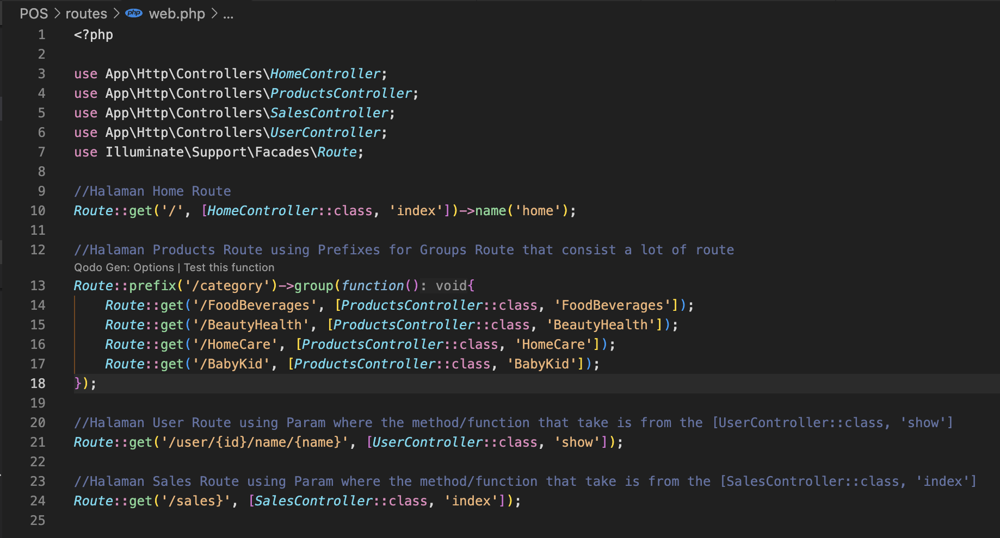 POS > routes > php web.php > ...
1 <?php
2
3 use App\Http\Controllers\HomeController;
4 use App\Http\Controllers\ProductsController;
5 use App\Http\Controllers\SalesController;
6 use App\Http\Controllers\UserController;
7 use Illuminate\Support\Facades\Route;
8
9 //Halaman Home Route
10 Route::get('/', [HomeController::class, 'index'])->name('home');
11
12 //Halaman Products Route using Prefixes for Groups Route that consist a lot of route
Qodo Gen: Options | Test this function
13 Route::prefix('/category')->group(function(): void{
14     Route::get('/FoodBeverages', [ProductsController::class, 'FoodBeverages']);
15     Route::get('/BeautyHealth', [ProductsController::class, 'BeautyHealth']);
16     Route::get('/HomeCare', [ProductsController::class, 'HomeCare']);
17     Route::get('/BabyKid', [ProductsController::class, 'BabyKid']);
18 });
19
20 //Halaman User Route using Param where the method/function that take is from the [UserController::class, 'show']
21 Route::get('/user/{id}/name/{name}', [UserController::class, 'show']);
22
23 //Halaman Sales Route using Param where the method/function that take is from the [SalesController::class, 'index']
24 Route::get('/sales}', [SalesController::class, 'index']);
25